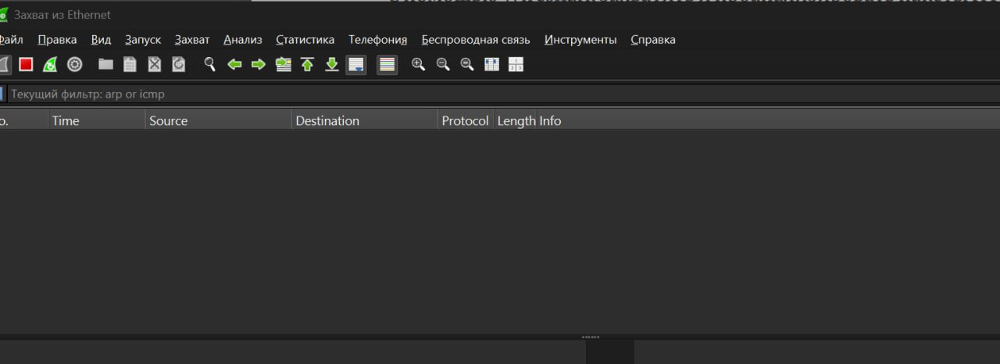 Захват из Ethernet
Файл Правка Вид Запуск Захват Анализ Статистика Телефония Беспроводная связь Инструменты Справка
Текущий фильтр: arp or icmp
o. Time Source Destination Protocol Length Info